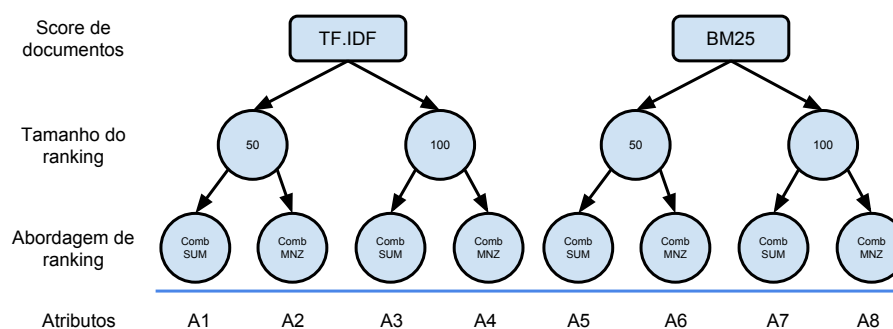 Score de
documentos
TF.IDF
BM25
Tamanho do
ranking
50
100
50
100
Abordagem de
ranking
Comb
SUM
Comb
MNZ
Comb
SUM
Comb
MNZ
Comb
SUM
Comb
MNZ
Comb
SUM
Comb
MNZ
Atributos A1 A2 A3 A4 A5 A6 A7 A8